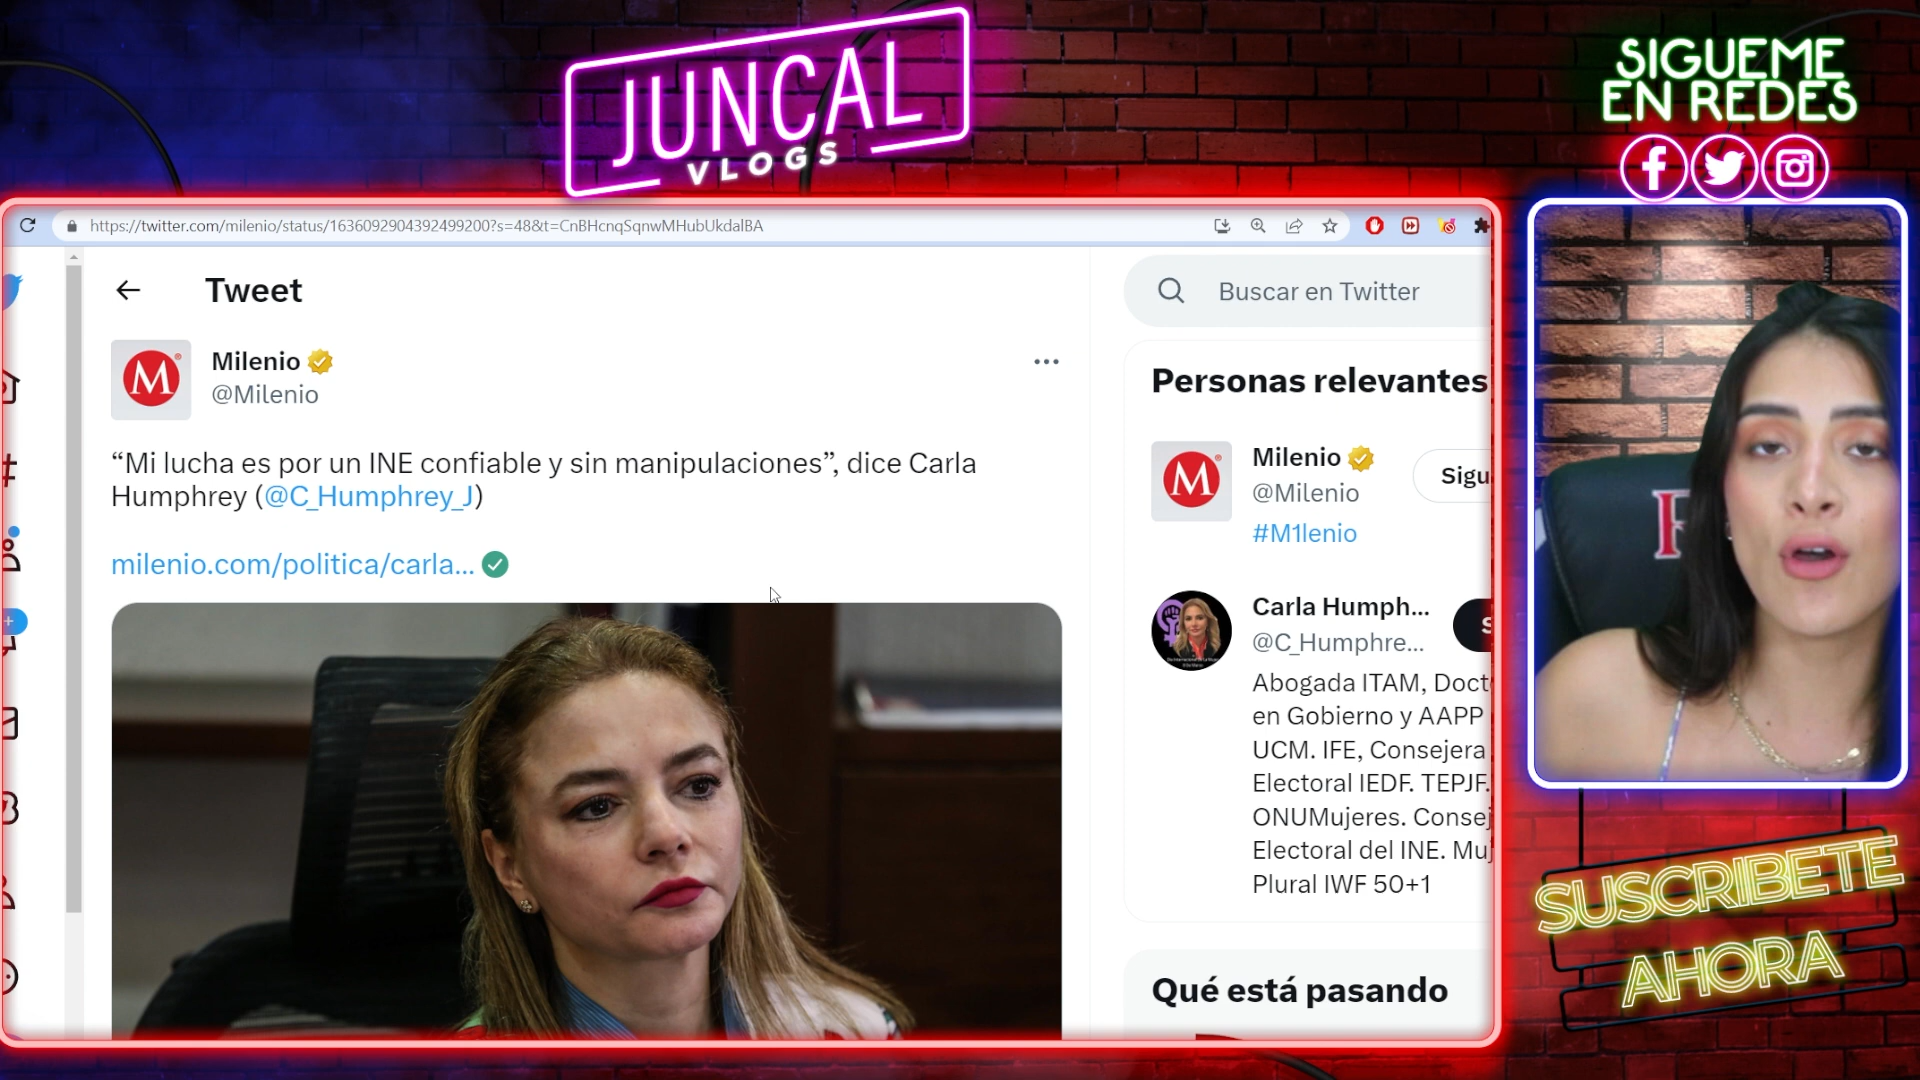 JUNCAL
VLOGS
SIGUEME
EN REDES
https://twitter.com/milenio/status/1636092904392499200?s=48&t=CnBHcnqSqnwMHubUkdalBA
Tweet
Milenio
@Milenio
“Mi lucha es por un INE confiable y sin manipulaciones”, dice Carla
Humphrey (@C_Humphrey_J)
milenio.com/politica/carla...
Buscar en Twitter
Personas relevantes
Milenio
@Milenio
Sigu
#M1lenio
Carla Humph...
@C_Humphre...
S
Abogada ITAM, Doct
en Gobierno y AAPP
UCM. IFE, Consejera
Electoral IEDF. TEPJF.
ONUMujeres. Consej
Electoral del INE. Muj
Plural IWF 50+1
Qué está pasando
SUSCRIBETE
AHORA